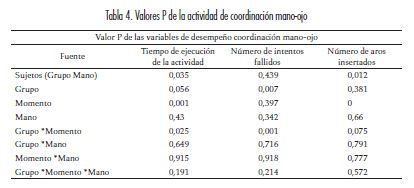 Tabla 4. Valores P de la actividad de coordinación mano-ojo
Valor P de las variables de desempeño coordinación mano-ojo
Fuente Tiempo de ejecución de la actividad Número de intentos fallidos Número de aros insertados
Sujetos (Grupo Mano) 0,035 0,439 0,012
Grupo 0,056 0,007 0,381
Momento 0,001 0,397 0
Mano 0,43 0,342 0,66
Grupo *Momento 0,025 0,001 0,075
Grupo *Mano 0,649 0,716 0,791
Momento *Mano 0,915 0,918 0,777
Grupo *Momento *Mano 0,191 0,214 0,572